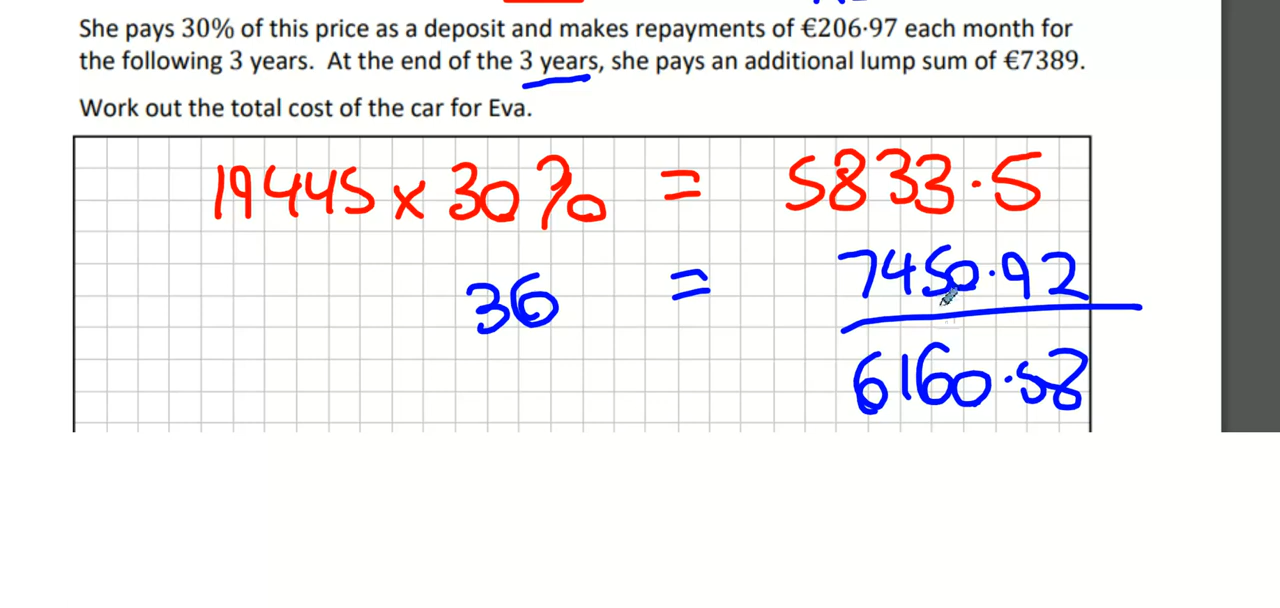 She pays 30% of this price as a deposit and makes repayments of €206·97 each month for
the following 3 years. At the end of the 3 years, she pays an additional lump sum of €7389.
Work out the total cost of the car for Eva.
19445 x 30% = 5833.5
36 = 7450.92
6160.58